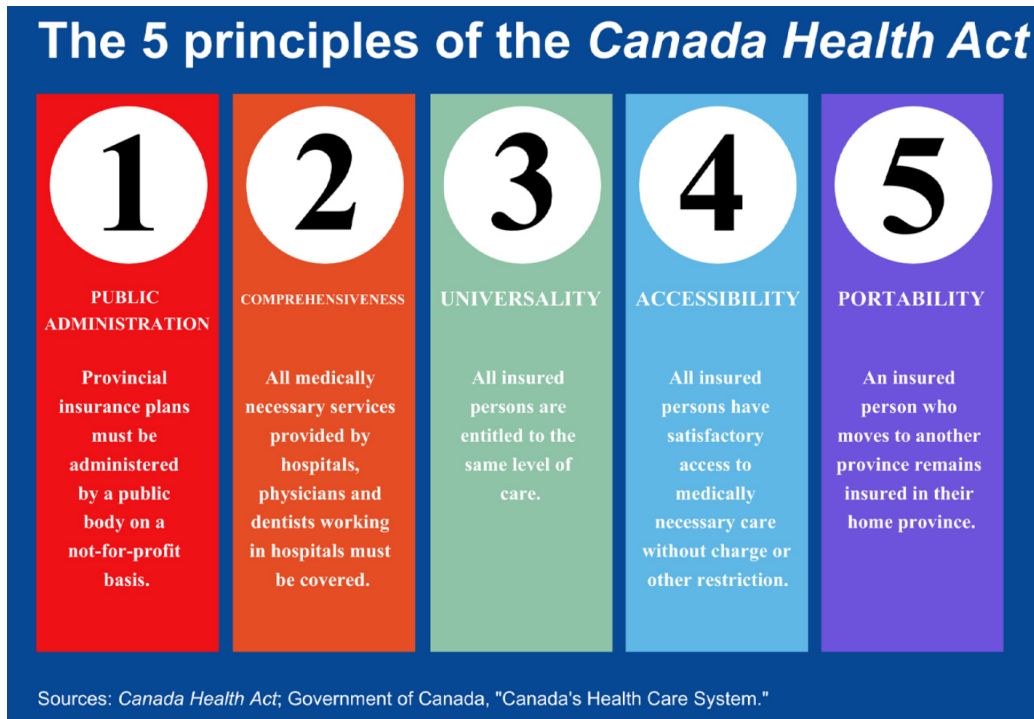 The 5 principles of the Canada Health Act
1
PUBLIC
ADMINISTRATION
Provincial
insurance plans
must be
administered
by a public
body on a
not-for-profit
basis.
2
COMPREHENSIVENESS
All medically
necessary services
provided by
hospitals,
physicians and
dentists working
in hospitals must
be covered.
3
UNIVERSALITY
All insured
persons are
entitled to the
same level of
care.
4
ACCESSIBILITY
All insured
persons have
satisfactory
access to
medically
necessary care
without charge or
other restriction.
5
PORTABILITY
An insured
person who
moves to another
province remains
insured in their
home province.
Sources: Canada Health Act; Government of Canada, "Canada's Health Care System."